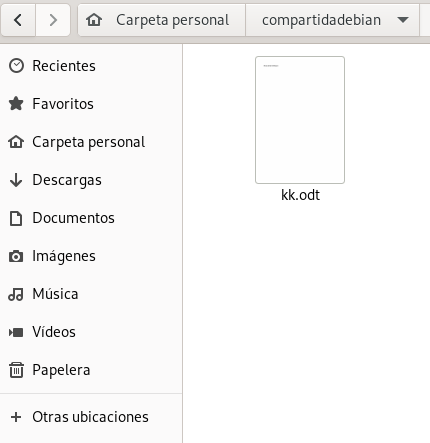 Carpeta personal compartidadebian
Recientes
Favoritos
Carpeta personal
Descargas
Documentos
Imágenes
Música
Vídeos
Papelera
Otras ubicaciones
kk.odt